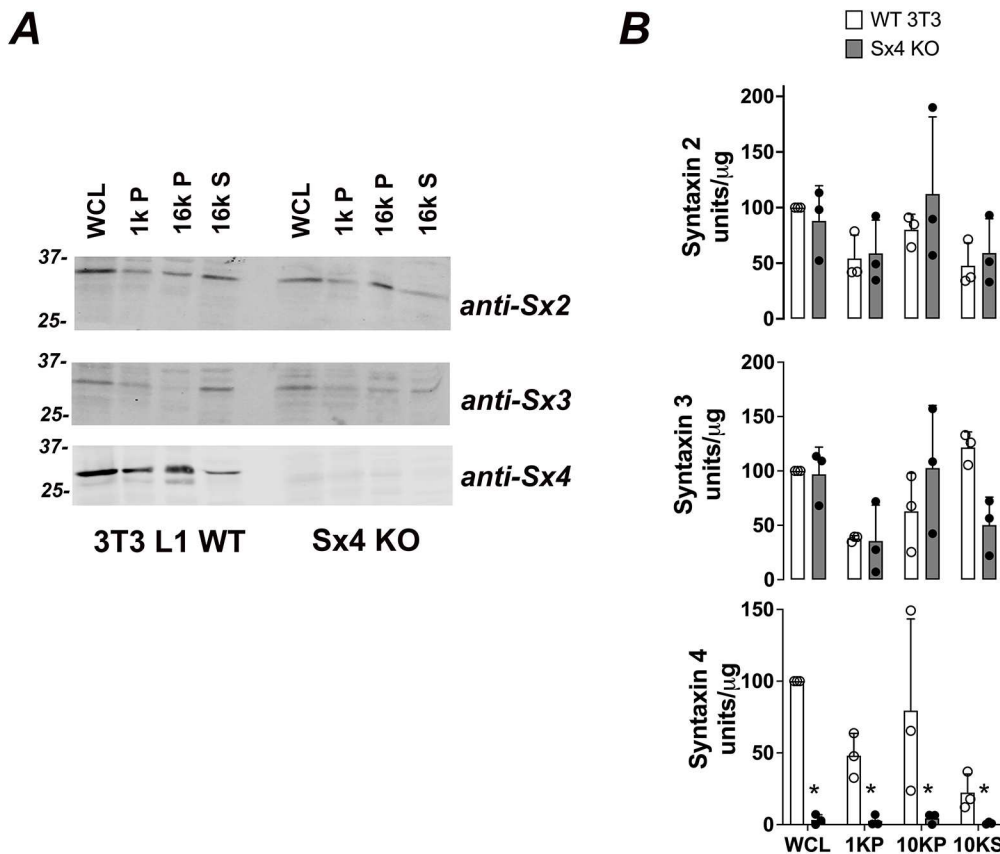 A
B
WT 3T3
Sx4 KO
WCL
1k P
16k P
16k S
WCL
1k P
16k P
16k S
37-
25-
anti-Sx2
37-
25-
anti-Sx3
37-
25-
anti-Sx4
3T3 L1 WT
Sx4 KO
Syntaxin 2
units/μg
200
150
100
50
0
Syntaxin 3
units/μg
200
150
100
50
0
Syntaxin 4
units/μg
150
100
50
0
* * * *
WCL 1KP 10KP 10KS